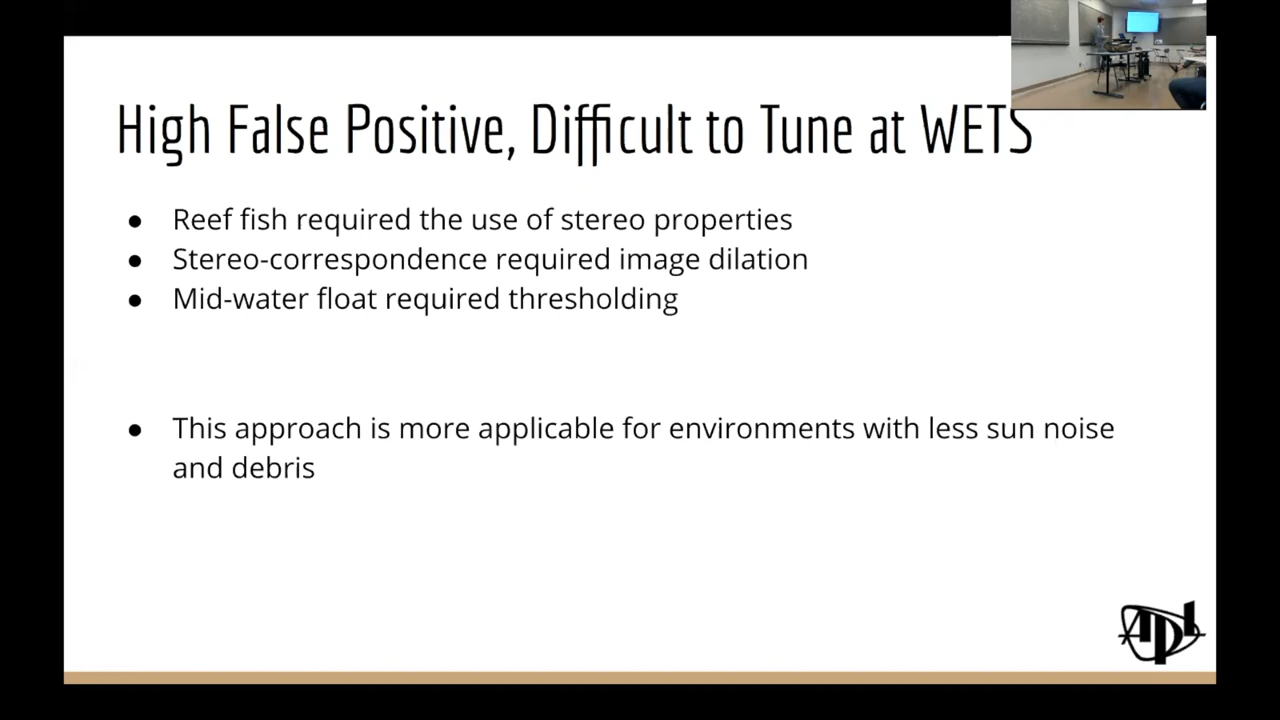 High False Positive, Difficult to Tune at WETS
● Reef fish required the use of stereo properties
● Stereo-correspondence required image dilation
● Mid-water float required thresholding
● This approach is more applicable for environments with less sun noise
and debris
APL